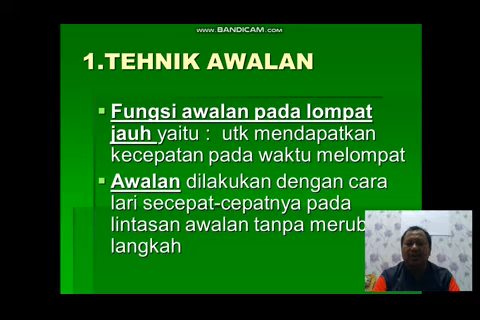 www.BANDICAM.com
1.TEHNIK AWALAN
Fungsi awalan pada lompat
jauh yaitu : utk mendapatkan
kecepatan pada waktu melompat
Awalan dilakukan dengan cara
lari secepat-cepatnya pada
lintasan awalan tanpa
langkah